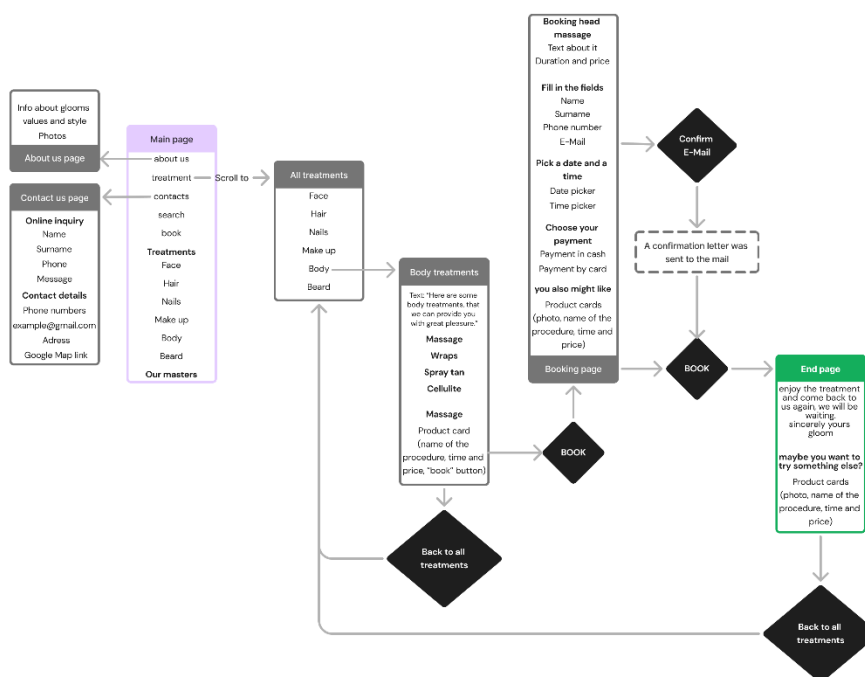 Info about glooms
values and style
Photos
About us page
Contact us page
Online inquiry
Name
Surname
Phone
Message
Contact details
Phone numbers
example@gmail.com
Adress
Google Map link
Main page
about us
treatment
contacts
search
book
Treatments
Face
Hair
Nails
Make up
Body
Beard
Our masters
Scroll to
All treatments
Face
Hair
Nails
Make up
Body
Beard
Body treatments
Text: "Here are some
body treatments, that
we can provide you
with great pleasure."
Massage
Wraps
Spray tan
Cellulite
Massage
Product card
(name of the
procedure, time and
price, "book" button)
Back to all
treatments
BOOK
Booking head
massage
Text about it
Duration and price
Fill in the fields
Name
Surname
Phone number
E-Mail
Pick a date and a
time
Date picker
Time picker
Choose your
payment
Payment in cash
Payment by card
you also might like
Product cards
(photo, name of the
procedure, time and
price)
Booking page
Confirm
E-Mail
A confirmation letter was
sent to the mail
BOOK
End page
enjoy the treatment
and come back to
us again, we will be
waiting.
sincerely yours
gloom
maybe you want to
try something else?
Product cards
(photo, name of the
procedure, time and
price)
Back to all
treatments